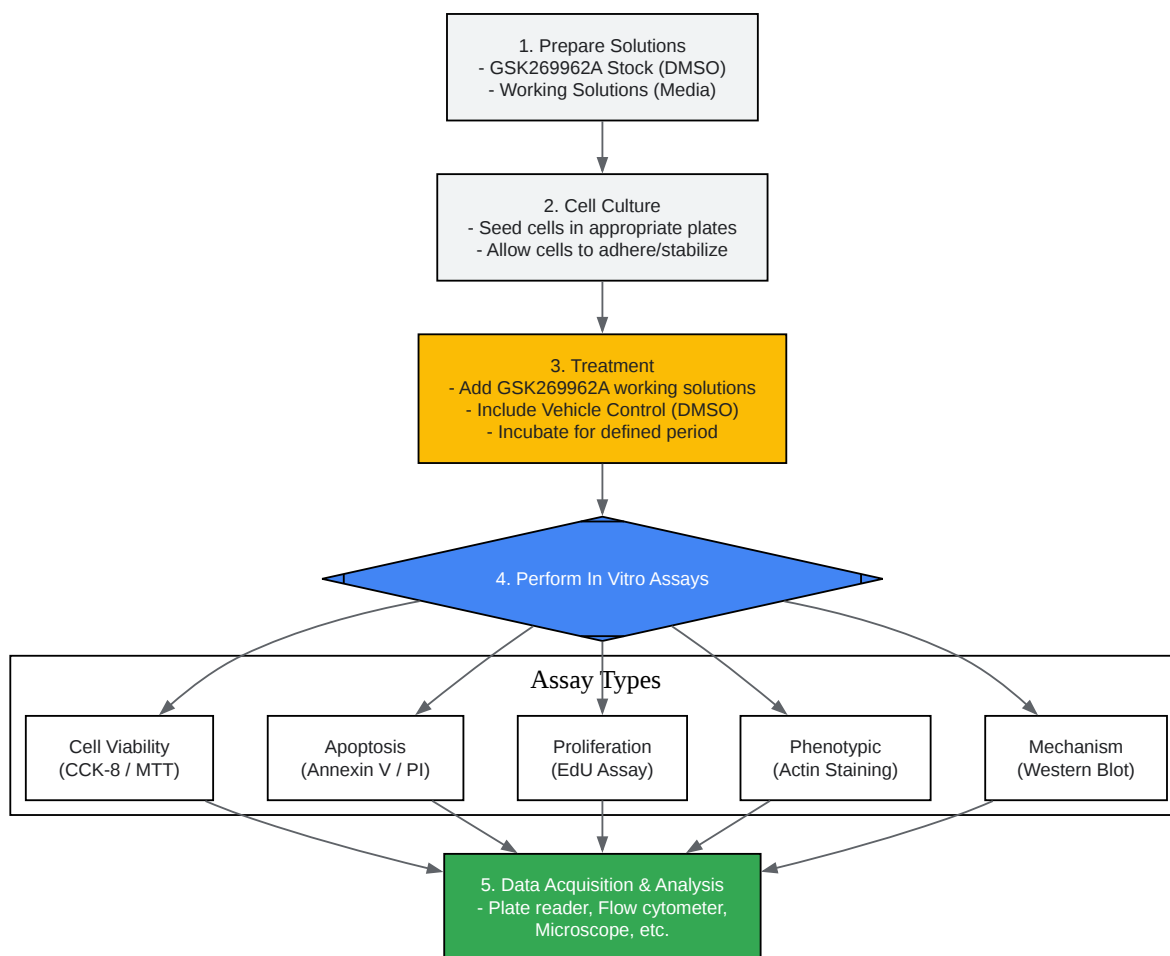 1. Prepare Solutions
- GSK269962A Stock (DMSO)
- Working Solutions (Media)
2. Cell Culture
- Seed cells in appropriate plates
- Allow cells to adhere/stabilize
3. Treatment
- Add GSK269962A working solutions
- Include Vehicle Control (DMSO)
- Incubate for defined period
4. Perform In Vitro Assays
Assay Types
Cell Viability
(CCK-8 / MTT)
Apoptosis
(Annexin V / PI)
Proliferation
(EdU Assay)
Phenotypic
(Actin Staining)
Mechanism
(Western Blot)
5. Data Acquisition & Analysis
- Plate reader, Flow cytometer,
Microscope, etc.